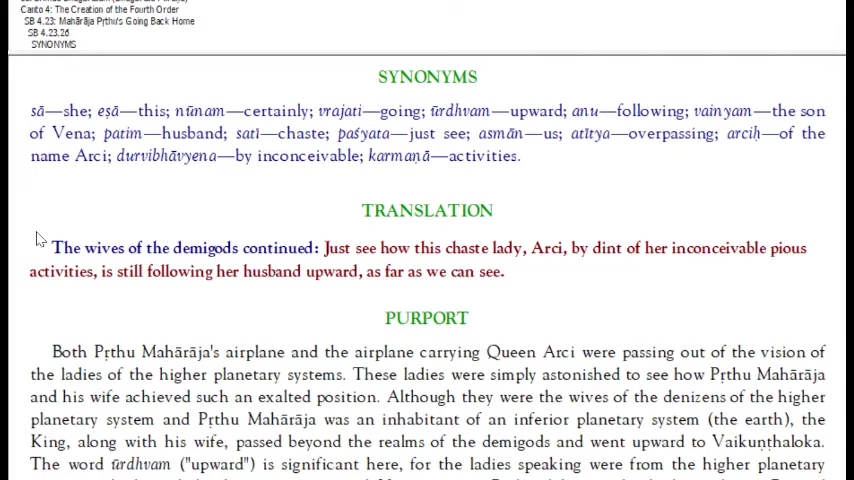 Canto 4: The Creation of the Fourth Order
SB 4.23: Mahārāja Pṛthu's Going Back Home
SB 4.23.26
SYNONYMS
SYNONYMS
sā—she; eṣā—this; nūnam—certainly; vrajati—going; ūrdhvam—upward; anu—following; vainyam—the son
of Vena; patim—husband; satī—chaste; paśyata—just see; asmān—us; atītya—overpassing; arciḥ—of the
name Arci; durvibhāvyena—by inconceivable; karmaṇā—activities.
TRANSLATION
The wives of the demigods continued: Just see how this chaste lady, Arci, by dint of her inconceivable pious
activities, is still following her husband upward, as far as we can see.
PURPORT
Both Pṛthu Mahārāja's airplane and the airplane carrying Queen Arci were passing out of the vision of
the ladies of the higher planetary systems. These ladies were simply astonished to see how Pṛthu Mahārāja
and his wife achieved such an exalted position. Although they were the wives of the denizens of the higher
planetary system and Pṛthu Mahārāja was an inhabitant of an inferior planetary system (the earth), the
King, along with his wife, passed beyond the realms of the demigods and went upward to Vaikuṇṭhaloka.
The word ūrdhvam ("upward") is significant here, for the ladies speaking were from the higher planetary